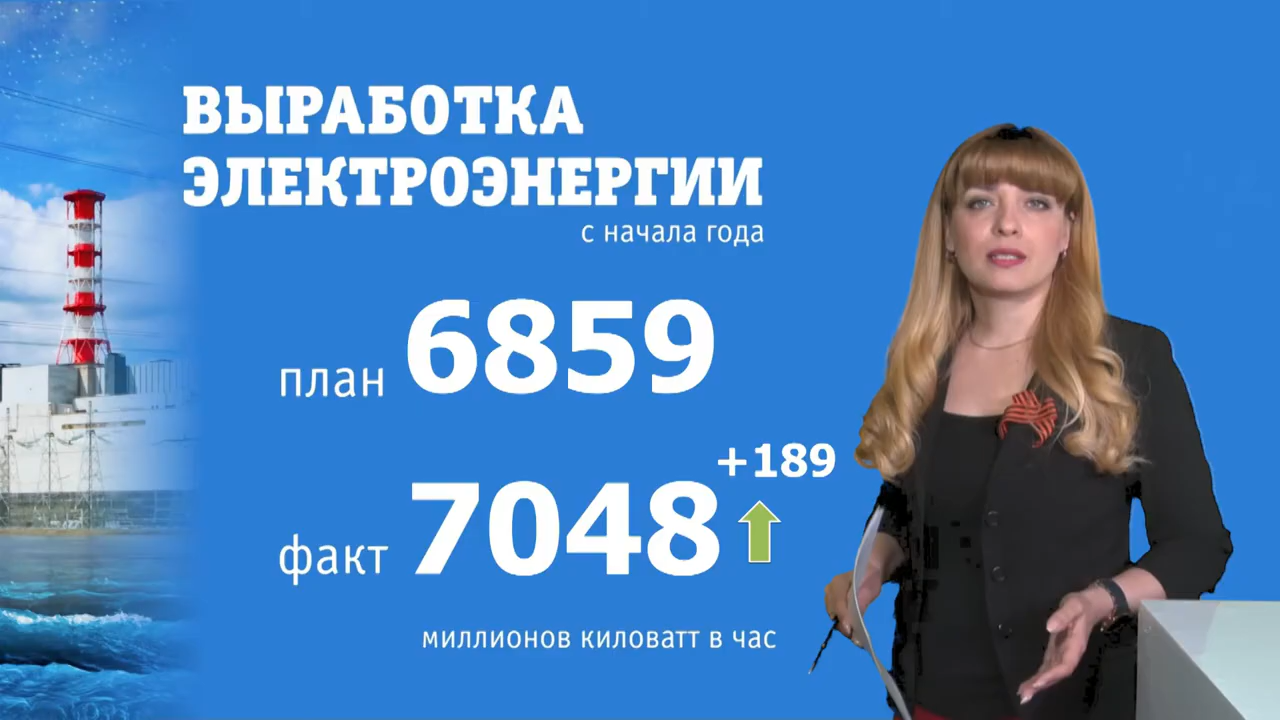 ВЫРАБОТКА
ЭЛЕКТРОЭНЕРГИИ
с начала года
план 6859
+189
факт 7048
миллионов киловатт в час